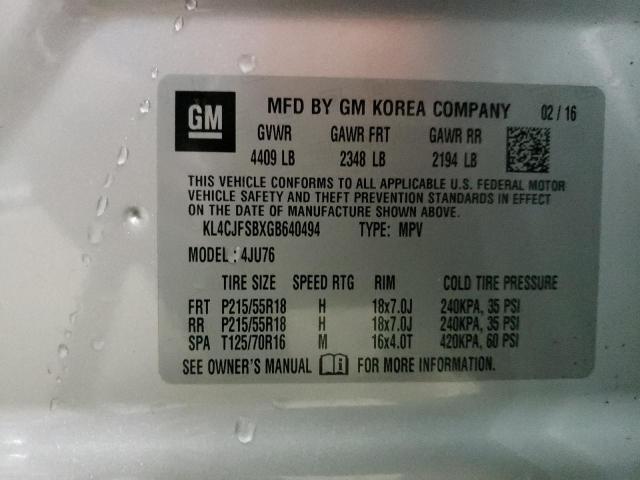 GM MFD BY GM KOREA COMPANY 02/16
GVWR GAWR FRT GAWR RR
4409 LB 2348 LB 2194 LB
THIS VEHICLE CONFORMS TO ALL APPLICABLE U.S. FEDERAL MOTOR
VEHICLE SAFETY AND THEFT PREVENTION STANDARDS IN EFFECT
ON THE DATE OF MANUFACTURE SHOWN ABOVE.
KL4CJFSBXGB640494 TYPE: MPV
MODEL : 4JU76
TIRE SIZE SPEED RTG RIM COLD TIRE PRESSURE
FRT P215/55R18 H 18x7.0J 240KPA, 35 PSI
RR P215/55R18 H 18x7.0J 240KPA, 35 PSI
SPA T125/70R16 M 16x4.0T 420KPA, 60 PSI
SEE OWNER'S MANUAL i FOR MORE INFORMATION.